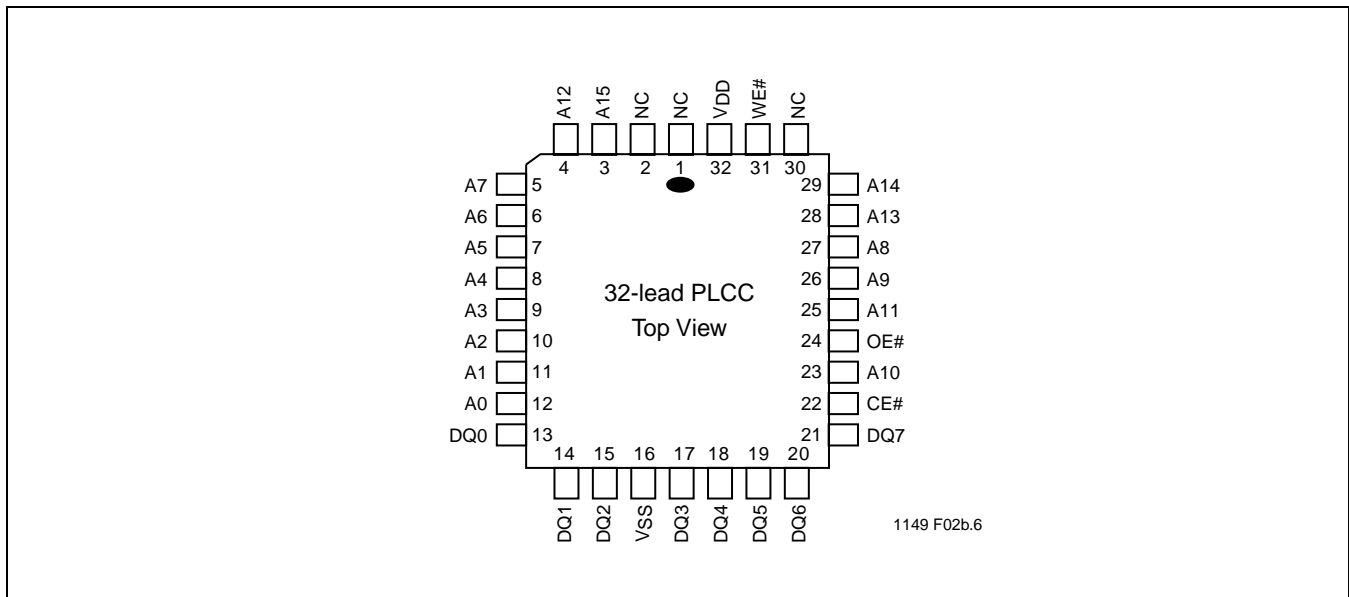 A12 A15 NC NC VDD WE# NC
4 3 2 1 32 31 30
A7 5 29 A14
A6 6 28 A13
A5 7 27 A8
A4 8 26 A9
A3 9 25 A11
A2 10 24 OE#
A1 11 23 A10
A0 12 22 CE#
DQ0 13 21 DQ7
32-lead PLCC
Top View
14 15 16 17 18 19 20
DQ1 DQ2 VSS DQ3 DQ4 DQ5 DQ6
1149 F02b.6